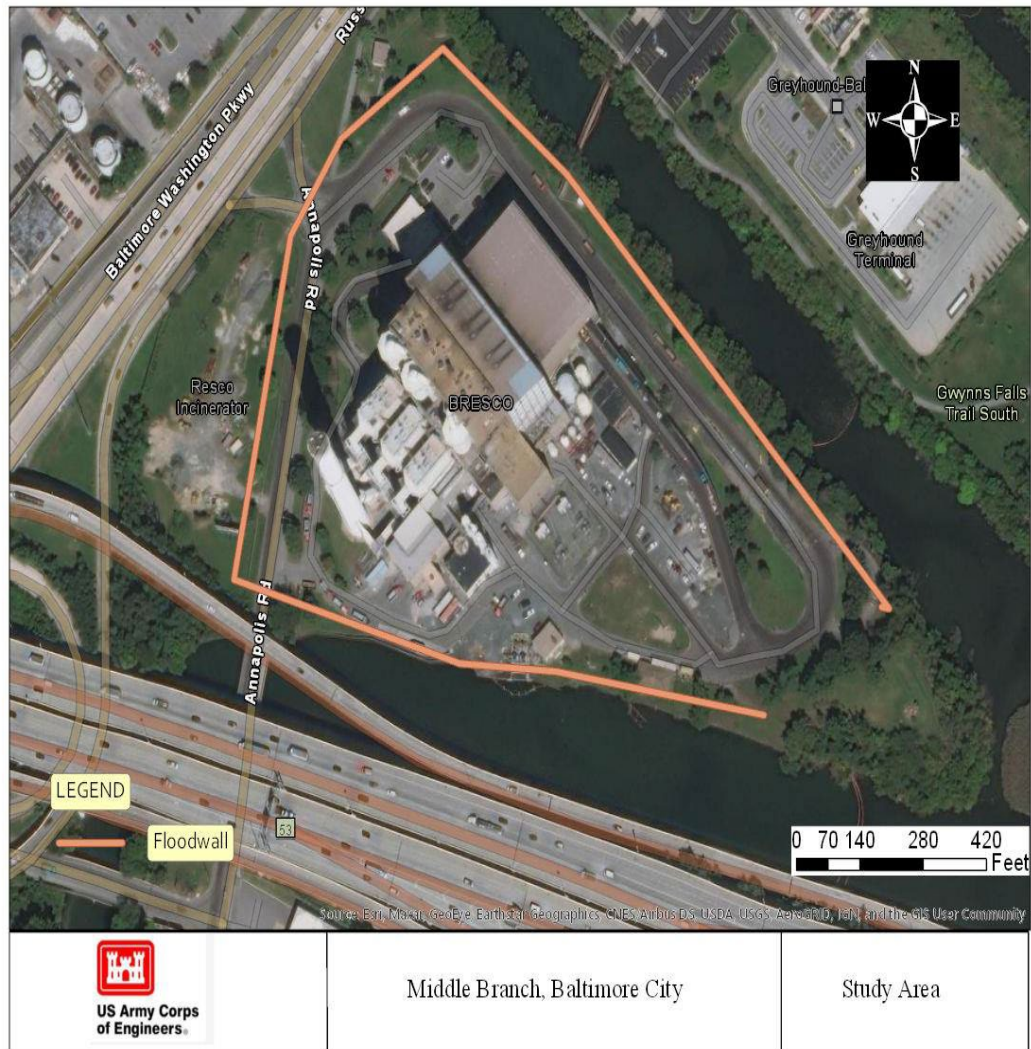 Russ
Baltimore Washington Pkwy
Annapolis Rd
Greyhound-Bal
N
W E
S
Greyhound
Terminal
Gwynns Falls
Trail South
Resco
Incinerator
BRESCO
Annapolis Rd
53
LEGEND
Floodwall
0 70 140 280 420
Feet
Source: Esri, Maxar, GeoEye, Earthstar Geographics, CNES/Airbus DS, USDA, USGS, AeroGRID, IGN, and the GIS User Community
US Army Corps
of Engineers®
Middle Branch, Baltimore City
Study Area